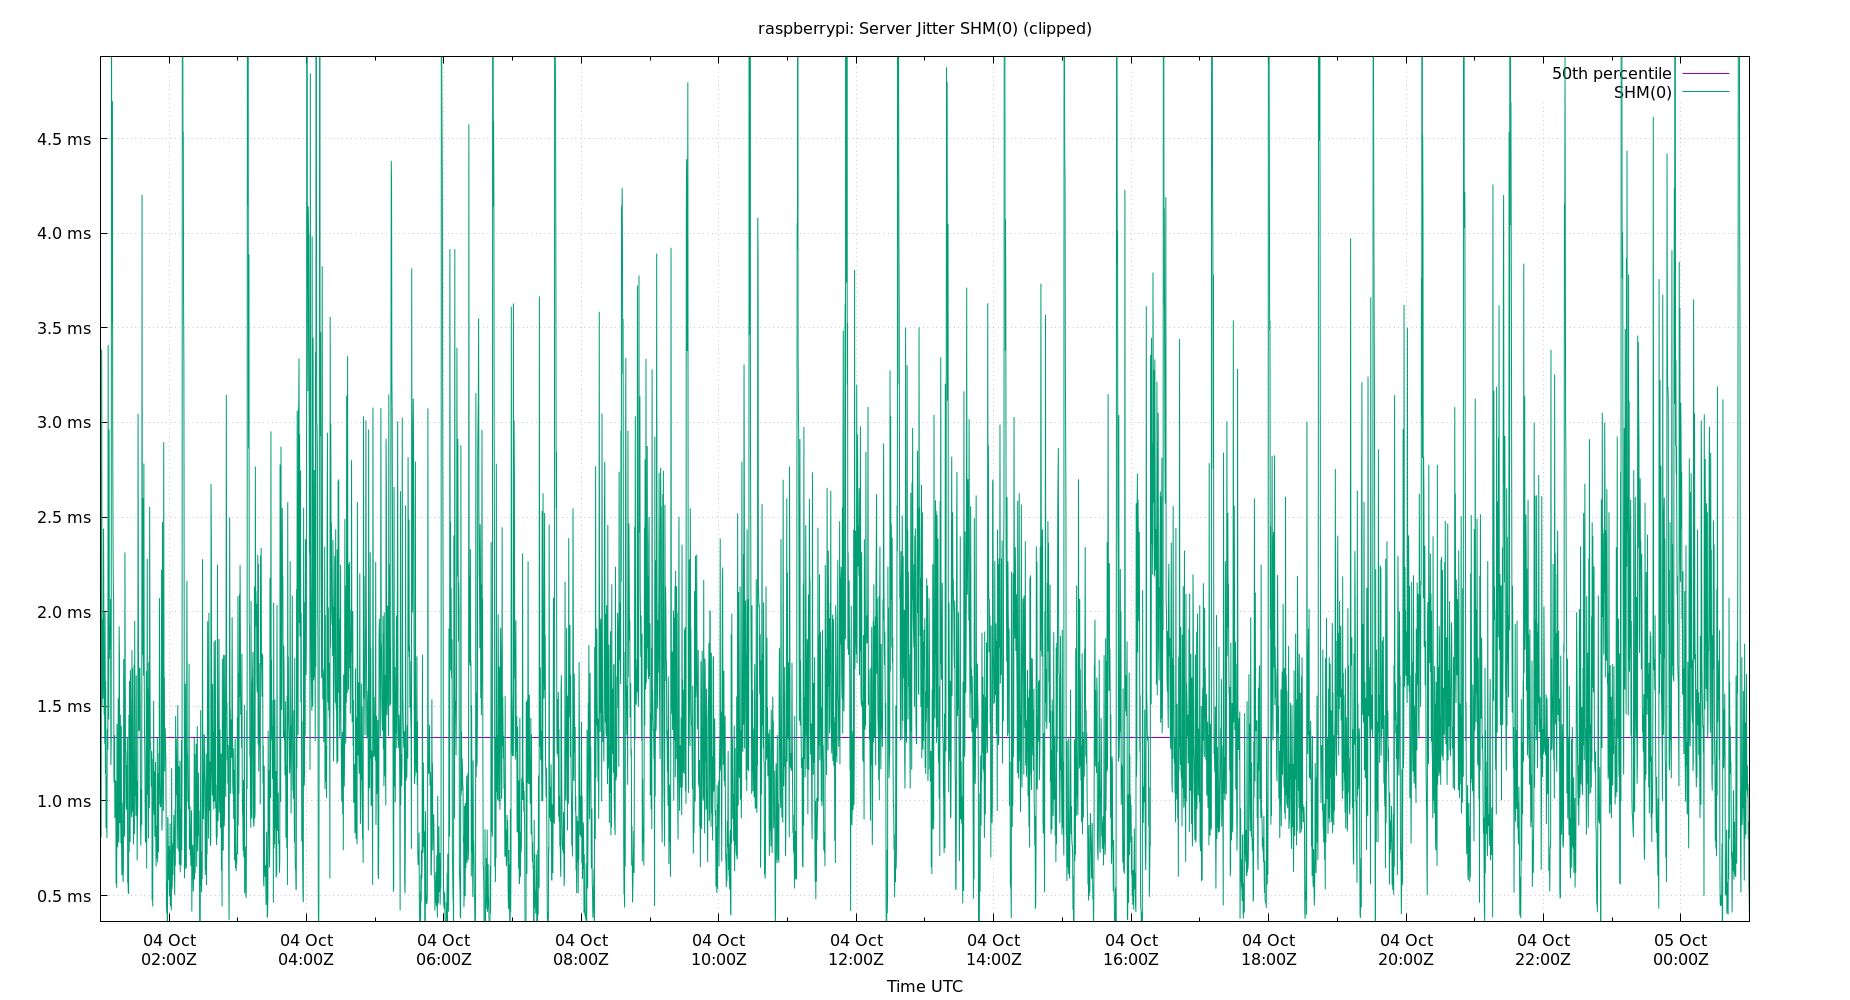 raspberrypi: Server Jitter SHM(0) (clipped)
50th percentile
SHM(0)
4.5 ms
4.0 ms
3.5 ms
3.0 ms
2.5 ms
2.0 ms
1.5 ms
1.0 ms
0.5 ms
04 Oct 04 Oct 04 Oct 04 Oct 04 Oct 04 Oct 04 Oct 04 Oct 04 Oct 04 Oct 04 Oct 05 Oct
02:00Z 04:00Z 06:00Z 08:00Z 10:00Z 12:00Z 14:00Z 16:00Z 18:00Z 20:00Z 22:00Z 00:00Z
Time UTC